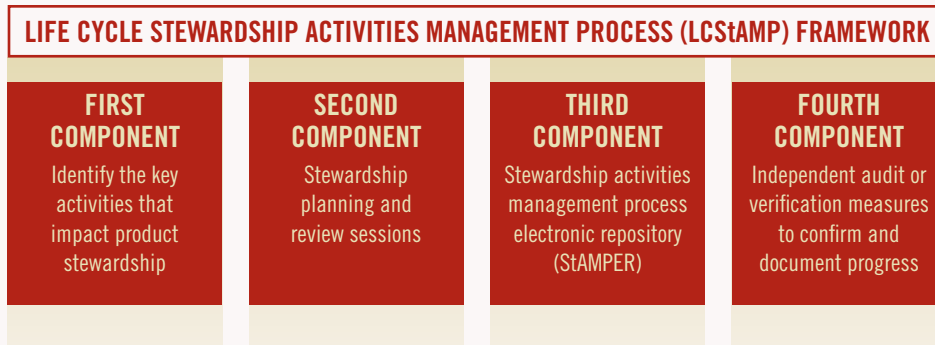 LIFE CYCLE STEWARDSHIP ACTIVITIES MANAGEMENT PROCESS (LCStAMP) FRAMEWORK
FIRST
COMPONENT
Identify the key
activities that
impact product
stewardship
SECOND
COMPONENT
Stewardship
planning and
review sessions
THIRD
COMPONENT
Stewardship activities
management process
electronic repository
(StAMPER)
FOURTH
COMPONENT
Independent audit or
verification measures
to confirm and
document progress